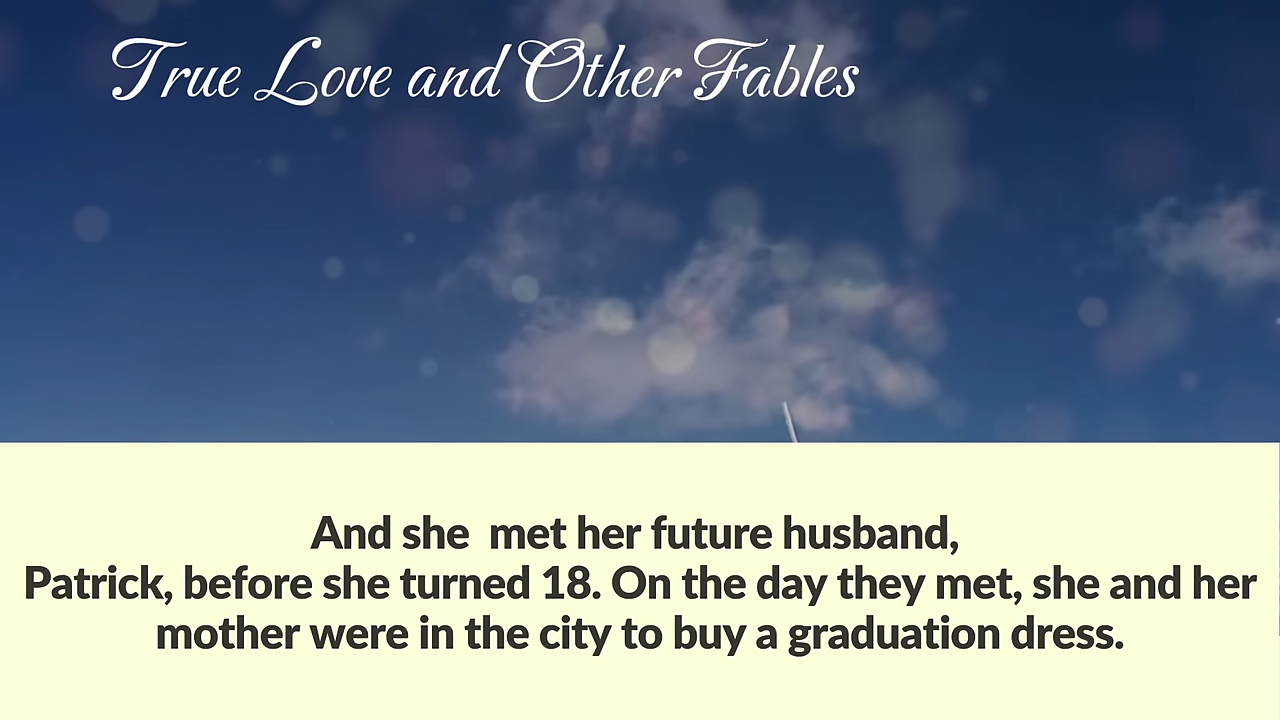 True Love and Other Fables
And she  met her future husband,
Patrick, before she turned 18. On the day they met, she and her
mother were in the city to buy a graduation dress.